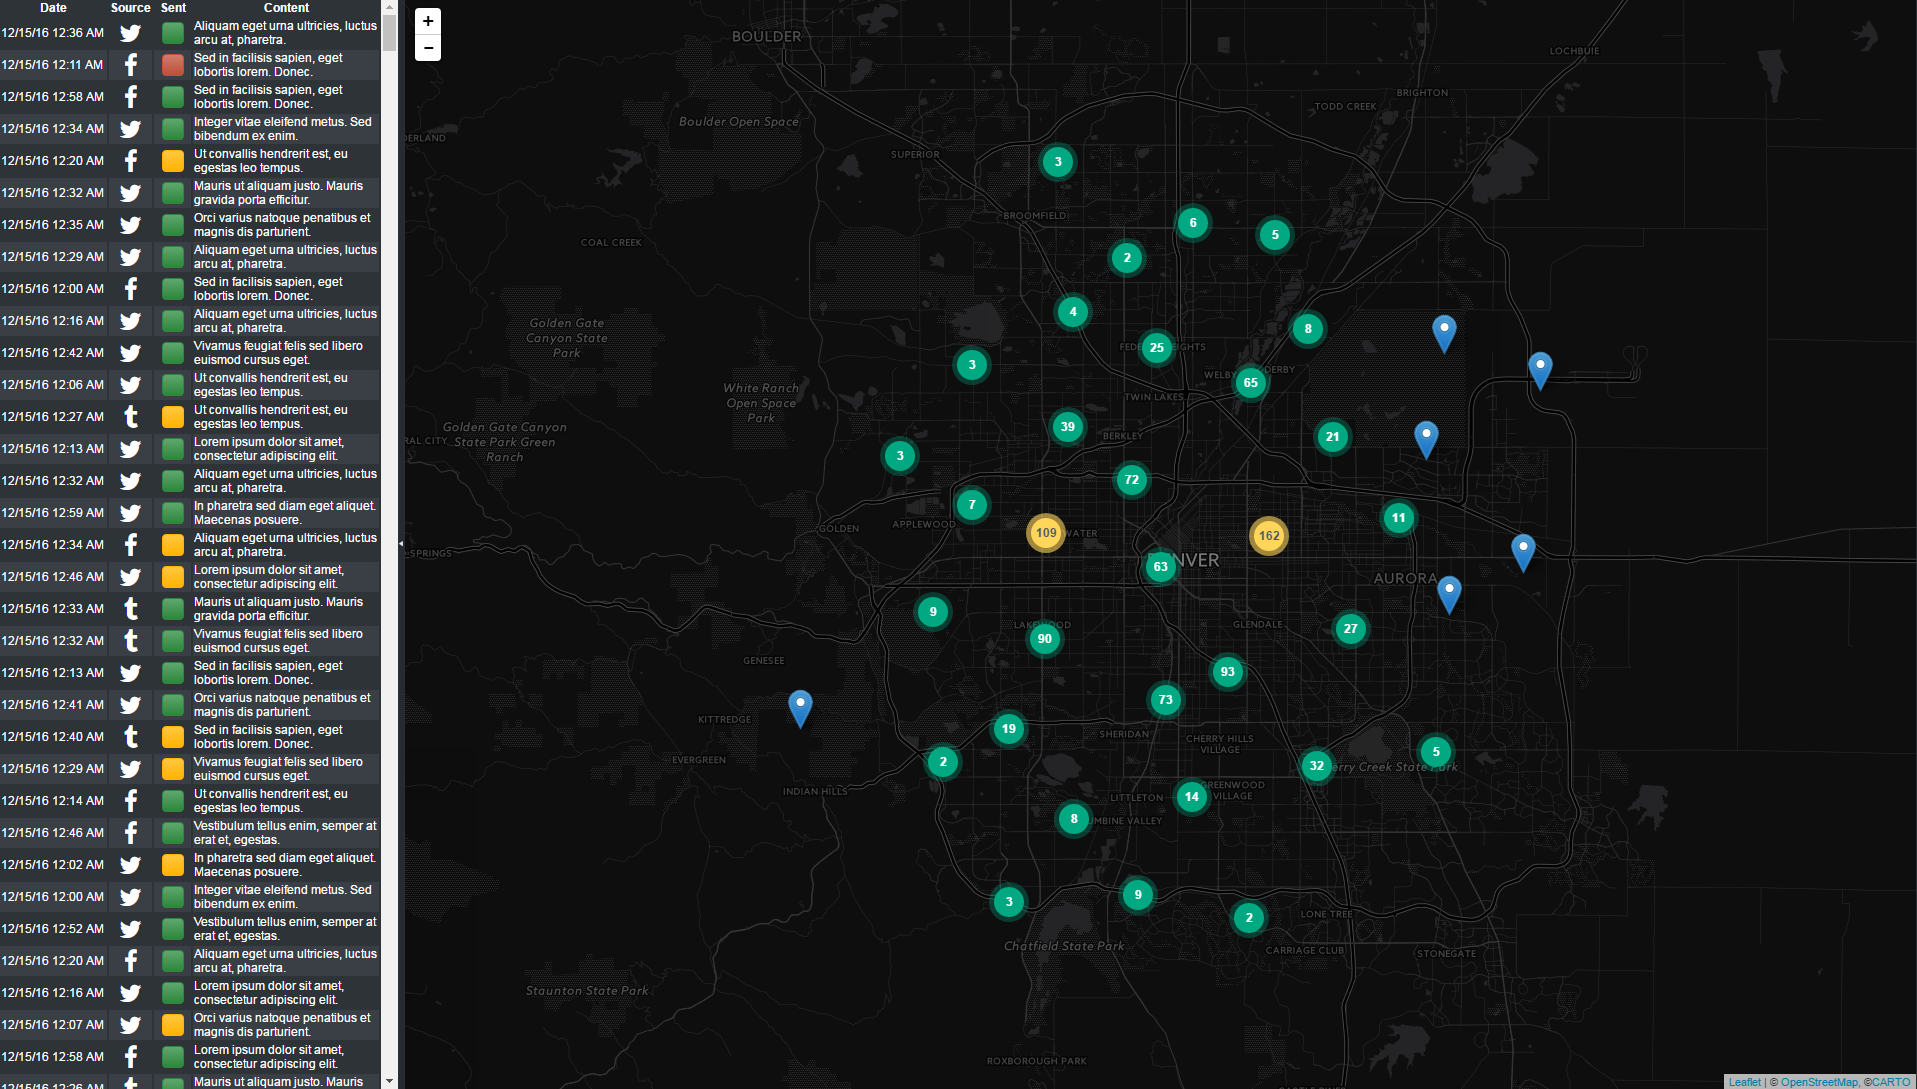 Date Source Sent Content
12/15/16 12:36 AM Aliquam eget urna ultricies, luctus
arcu at, pharetra.
12/15/16 12:11 AM Sed in facilisis sapien, eget
lobortis lorem. Donec.
12/15/16 12:58 AM Sed in facilisis sapien, eget
lobortis lorem. Donec.
12/15/16 12:34 AM Integer vitae eleifend metus. Sed
bibendum ex enim.
12/15/16 12:20 AM Ut convallis hendrerit est, eu
egestas leo tempus.
12/15/16 12:32 AM Mauris ut aliquam justo. Mauris
gravida porta efficitur.
12/15/16 12:35 AM Orci varius natoque penatibus et
magnis dis parturient.
12/15/16 12:29 AM Aliquam eget urna ultricies, luctus
arcu at, pharetra.
12/15/16 12:00 AM Sed in facilisis sapien, eget
lobortis lorem. Donec.
12/15/16 12:16 AM Aliquam eget urna ultricies, luctus
arcu at, pharetra.
12/15/16 12:42 AM Vivamus feugiat felis sed libero
euismod cursus eget.
12/15/16 12:06 AM Ut convallis hendrerit est, eu
egestas leo tempus.
12/15/16 12:27 AM Ut convallis hendrerit est, eu
egestas leo tempus.
12/15/16 12:13 AM Lorem ipsum dolor sit amet,
consectetur adipiscing elit.
12/15/16 12:32 AM Aliquam eget urna ultricies, luctus
arcu at, pharetra.
12/15/16 12:59 AM In pharetra sed diam eget aliquet.
Maecenas posuere.
12/15/16 12:34 AM Aliquam eget urna ultricies, luctus
arcu at, pharetra.
12/15/16 12:46 AM Lorem ipsum dolor sit amet,
consectetur adipiscing elit.
12/15/16 12:33 AM Mauris ut aliquam justo. Mauris
gravida porta efficitur.
12/15/16 12:32 AM Vivamus feugiat felis sed libero
euismod cursus eget.
12/15/16 12:13 AM Sed in facilisis sapien, eget
lobortis lorem. Donec.
12/15/16 12:41 AM Orci varius natoque penatibus et
magnis dis parturient.
12/15/16 12:40 AM Sed in facilisis sapien, eget
lobortis lorem. Donec.
12/15/16 12:29 AM Vivamus feugiat felis sed libero
euismod cursus eget.
12/15/16 12:14 AM Ut convallis hendrerit est, eu
egestas leo tempus.
12/15/16 12:46 AM Vestibulum tellus enim, semper at
erat et, egestas.
12/15/16 12:02 AM In pharetra sed diam eget aliquet.
Maecenas posuere.
12/15/16 12:00 AM Integer vitae eleifend metus. Sed
bibendum ex enim.
12/15/16 12:52 AM Vestibulum tellus enim, semper at
erat et, egestas.
12/15/16 12:20 AM Aliquam eget urna ultricies, luctus
arcu at, pharetra.
12/15/16 12:16 AM Lorem ipsum dolor sit amet,
consectetur adipiscing elit.
12/15/16 12:07 AM Orci varius natoque penatibus et
magnis dis parturient.
12/15/16 12:58 AM Lorem ipsum dolor sit amet,
consectetur adipiscing elit.
12/15/16 12:26 AM Mauris ut aliquam justo. Mauris
+
−
BOULDER
LOCHBUIE
BRIGHTON
TODD CREEK
Boulder Open Space
DERLAND
SUPERIOR
3
BROOMFIELD
6
5
COAL CREEK
2
4
Golden Gate
Canyon State
Park
8
25
3
DERBY
WELBY
65
White Ranch
Open Space
Park
TWIN LAKES
39
BERKLEY
21
Golden Gate Canyon
State Park Green
Ranch
RAL CITY
3
72
7
11
APPLEWOOD
GOLDEN
109
WATER
162
SPRINGS
63
NVER
AURORA
9
LAKEWOOD
90
GLENDALE
27
GENESEE
93
73
KITTREDGE
19
SHERIDAN
CHERRY HILLS
VILLAGE
5
EVERGREEN
2
32
erry Creek State Park
INDIAN HILLS
LITTLETON
14
GREENWOOD
VILLAGE
8
MBINE VALLEY
3
9
2
LONE TREE
Chatfield State Park
CARRIAGE CLUB
STONEGATE
Staunton State Park
ROXBOROUGH PARK
Leaflet | © OpenStreetMap, ©CARTO